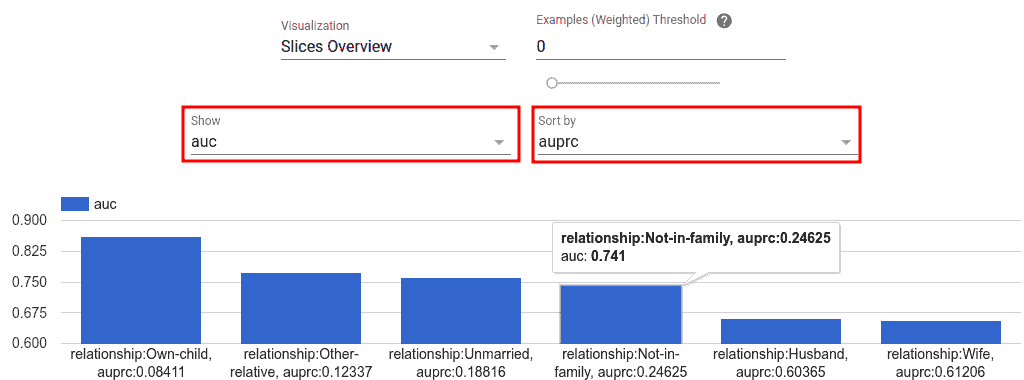 Visualization
Slices Overview
Examples (Weighted) Threshold ?
0
Show
auc
Sort by
auprc
auc
0.900
0.825
0.750
0.675
0.600
relationship:Not-in-family, auprc:0.24625
auc: 0.741
relationship:Own-child,
auprc:0.08411
relationship:Other-
relative, auprc:0.12337
relationship:Unmarried,
auprc:0.18816
relationship:Not-in-
family, auprc:0.24625
relationship:Husband,
auprc:0.60365
relationship:Wife,
auprc:0.61206